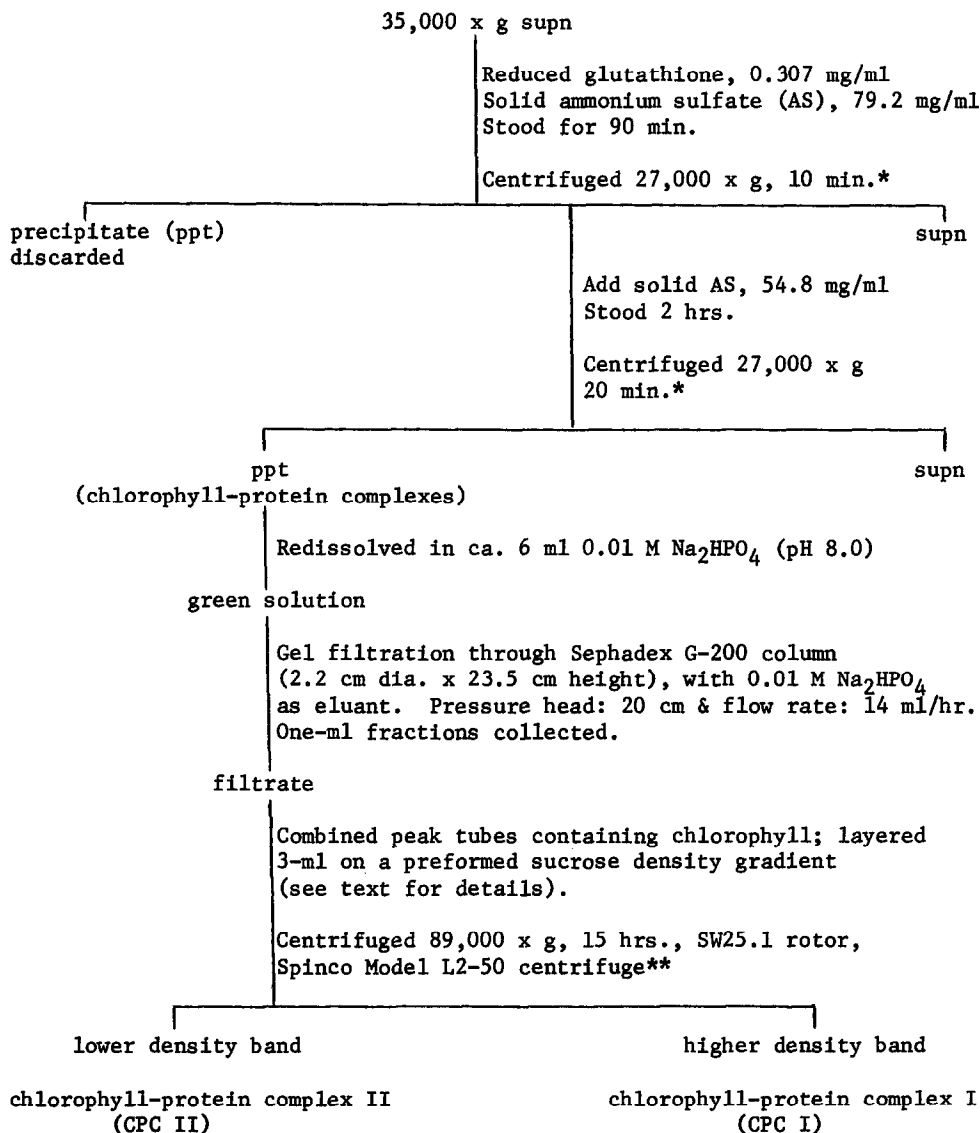 35,000 x g supn
Reduced glutathione, 0.307 mg/ml
Solid ammonium sulfate (AS), 79.2 mg/ml
Stood for 90 min.
Centrifuged 27,000 x g, 10 min.*
precipitate (ppt)
discarded
supn
Add solid AS, 54.8 mg/ml
Stood 2 hrs.
Centrifuged 27,000 x g
20 min.*
ppt
(chlorophyll-protein complexes)
supn
Redissolved in ca. 6 ml 0.01 M Na₂HPO₄ (pH 8.0)
green solution
Gel filtration through Sephadex G-200 column
(2.2 cm dia. x 23.5 cm height), with 0.01 M Na₂HPO₄
as eluant. Pressure head: 20 cm & flow rate: 14 ml/hr.
One-ml fractions collected.
filtrate
Combined peak tubes containing chlorophyll; layered
3-ml on a preformed sucrose density gradient
(see text for details).
Centrifuged 89,000 x g, 15 hrs., SW25.1 rotor,
Spinco Model L2-50 centrifuge**
lower density band
higher density band
chlorophyll-protein complex II
(CPC II)
chlorophyll-protein complex I
(CPC I)